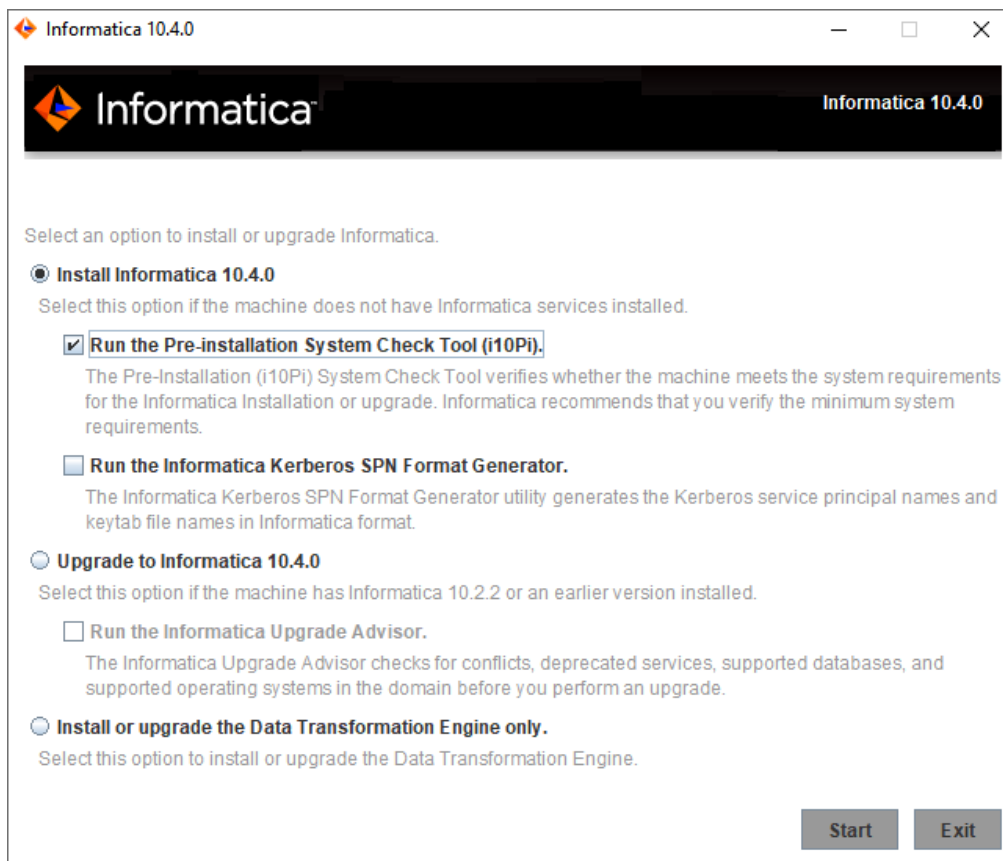 Informatica 10.4.0
Informatica
Informatica 10.4.0
Select an option to install or upgrade Informatica.
Install Informatica 10.4.0
Select this option if the machine does not have Informatica services installed.
Run the Pre-installation System Check Tool (i10Pi).
The Pre-Installation (i10Pi) System Check Tool verifies whether the machine meets the system requirements
for the Informatica Installation or upgrade. Informatica recommends that you verify the minimum system
requirements.
Run the Informatica Kerberos SPN Format Generator.
The Informatica Kerberos SPN Format Generator utility generates the Kerberos service principal names and
keytab file names in Informatica format.
Upgrade to Informatica 10.4.0
Select this option if the machine has Informatica 10.2.2 or an earlier version installed.
Run the Informatica Upgrade Advisor.
The Informatica Upgrade Advisor checks for conflicts, deprecated services, supported databases, and
supported operating systems in the domain before you perform an upgrade.
Install or upgrade the Data Transformation Engine only.
Select this option to install or upgrade the Data Transformation Engine.
Start Exit